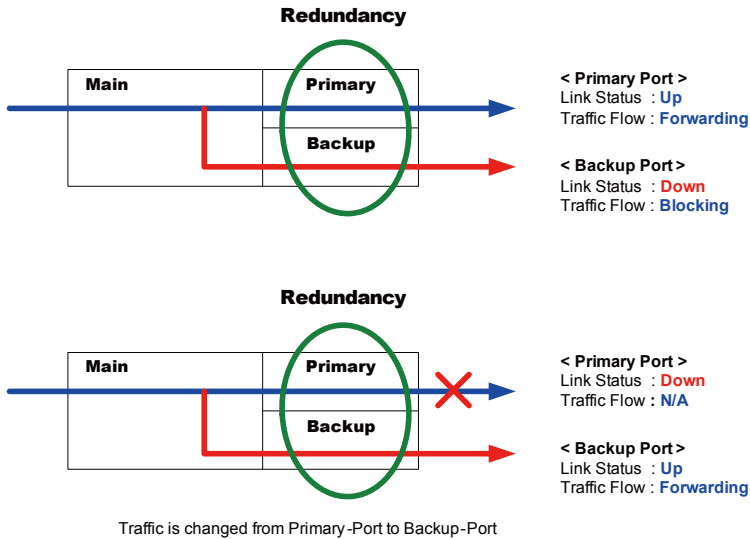 Redundancy
Main
Primary
Backup
< Primary Port >
Link Status : Up
Traffic Flow : Forwarding
< Backup Port>
Link Status : Down
Traffic Flow : Blocking
Redundancy
Main
Primary
Backup
< Primary Port >
Link Status : Down
Traffic Flow : N/A
< Backup Port>
Link Status : Up
Traffic Flow : Forwarding
Traffic is changed from Primary-Port to Backup-Port